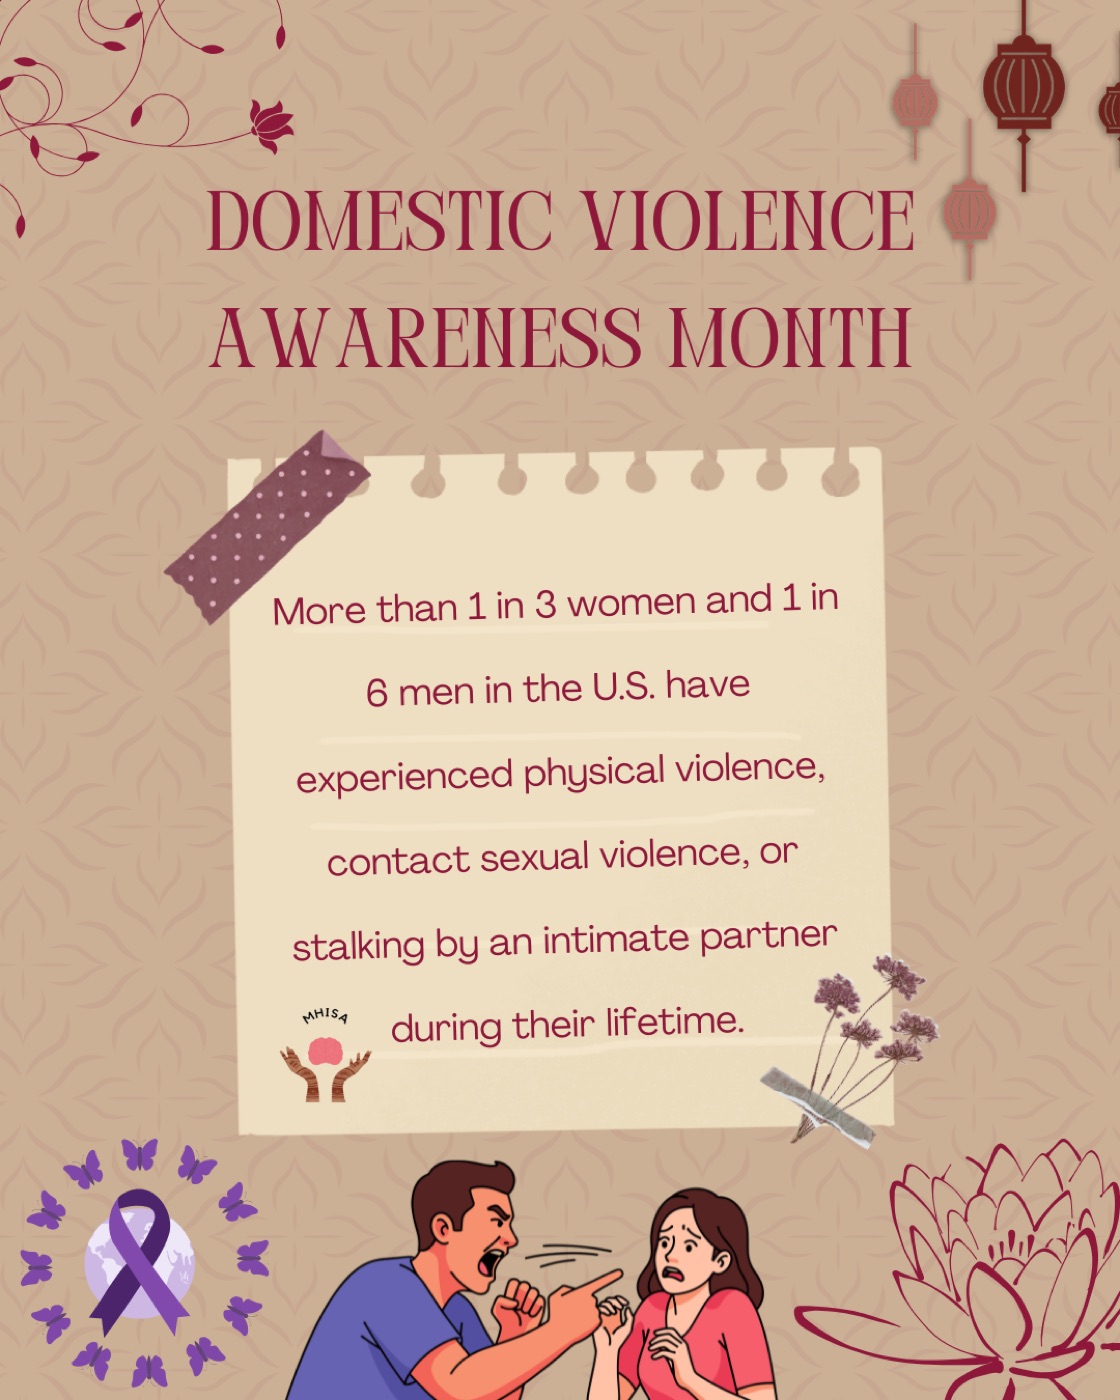 DOMESTIC VIOLENCE
AWARENESS MONTH
More than 1 in 3 women and 1 in
6 men in the U.S. have
experienced physical violence,
contact sexual violence, or
stalking by an intimate partner
during their lifetime.
MHISA